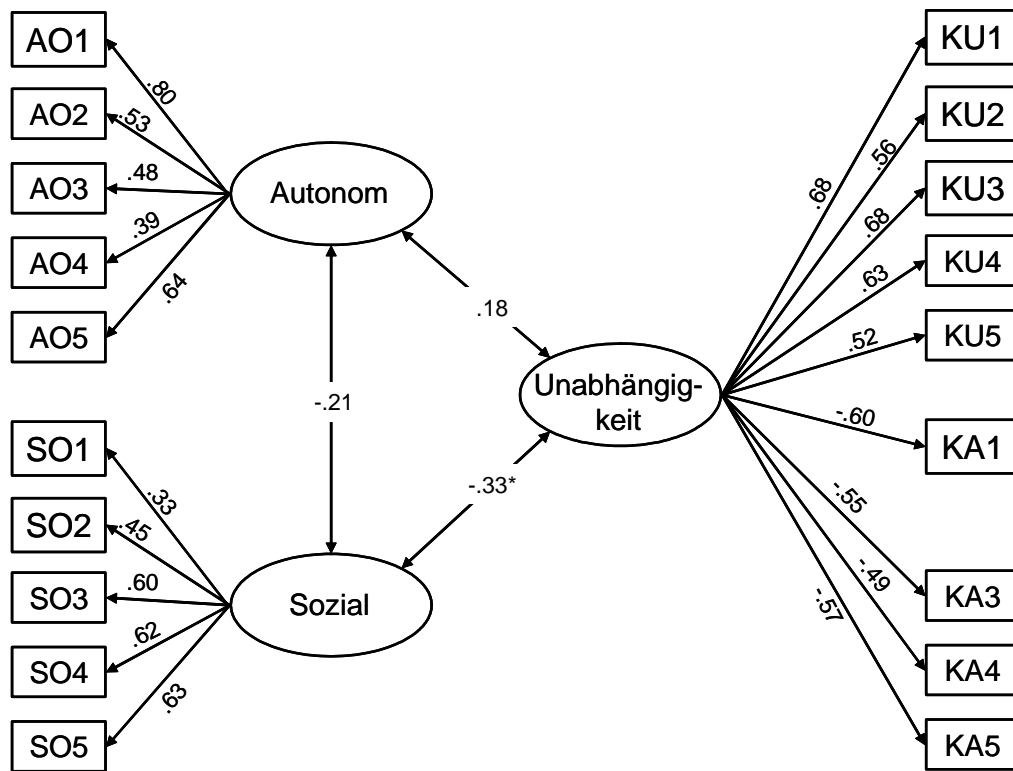 AO1
AO2
AO3
AO4
AO5
.80
.53
.48
.39
.64
Autonom
SO1
SO2
SO3
SO4
SO5
.33
.45
.60
.62
.63
Sozial
-.21
.18
-.33*
Unabhängig-
keit
.68
.56
.68
.63
.52
-.60
-.55
-.49
-.57
KU1
KU2
KU3
KU4
KU5
KA1
KA3
KA4
KA5